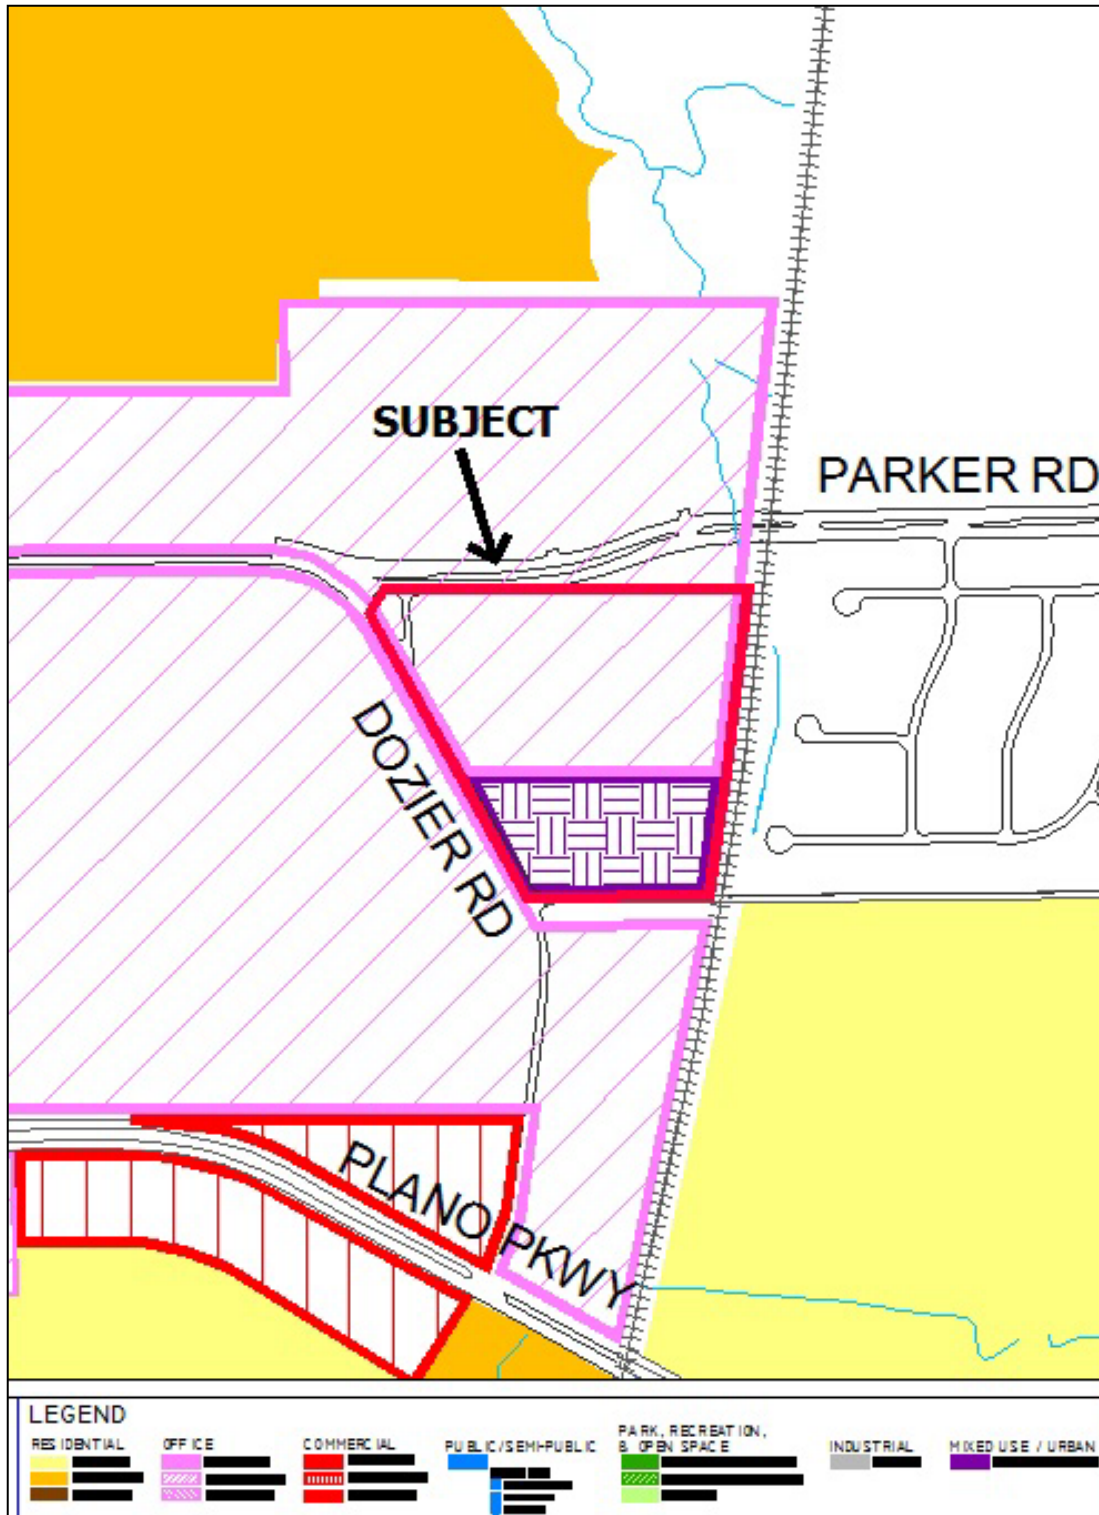 SUBJECT
PARKER RD
DOZIER RD
PLANO PKWY
LEGEND
RESIDENTIAL OFFICE COMMERCIAL PUBLIC/SEMI-PUBLIC PARK, RECREATION, & OPEN SPACE INDUSTRIAL MIXED USE / URBAN